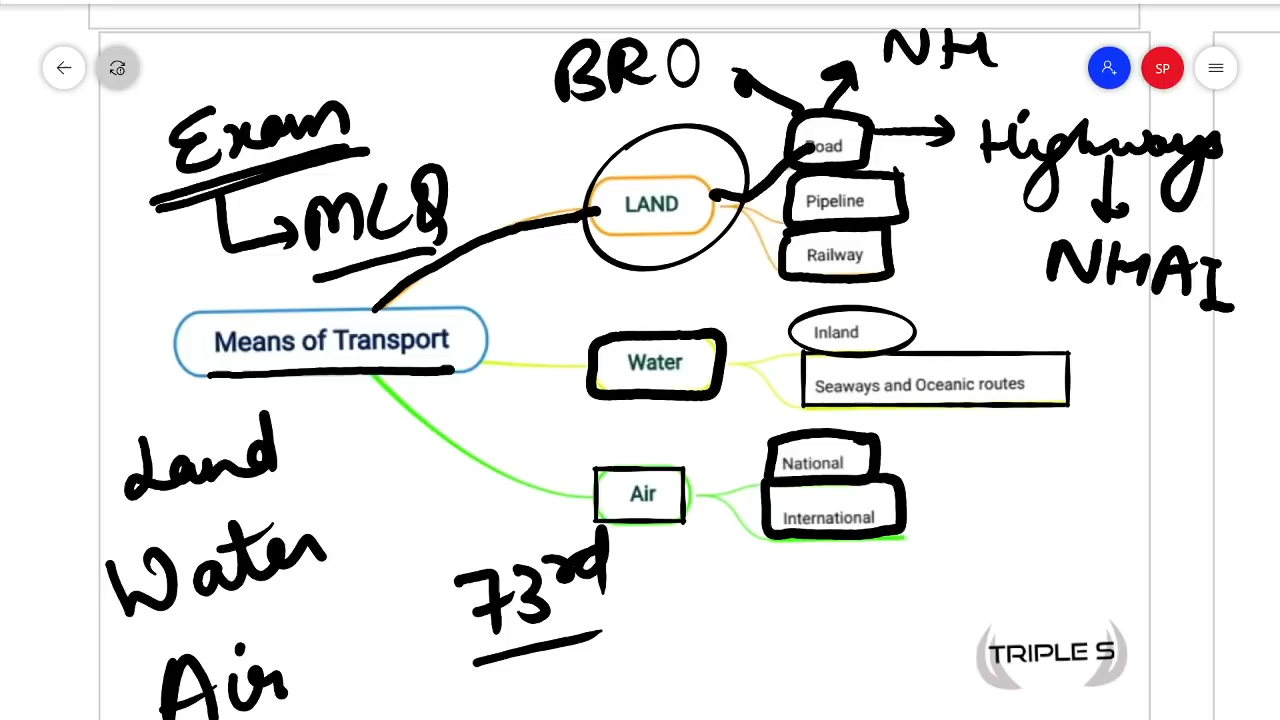 BRO
NH
SP
Exam
Road
Highways
MCQ
LAND
Pipeline
Railway
NHAI
Means of Transport
Water
Inland
Seaways and Oceanic routes
Land
Air
National
International
Water
73rd
Air
TRIPLE S